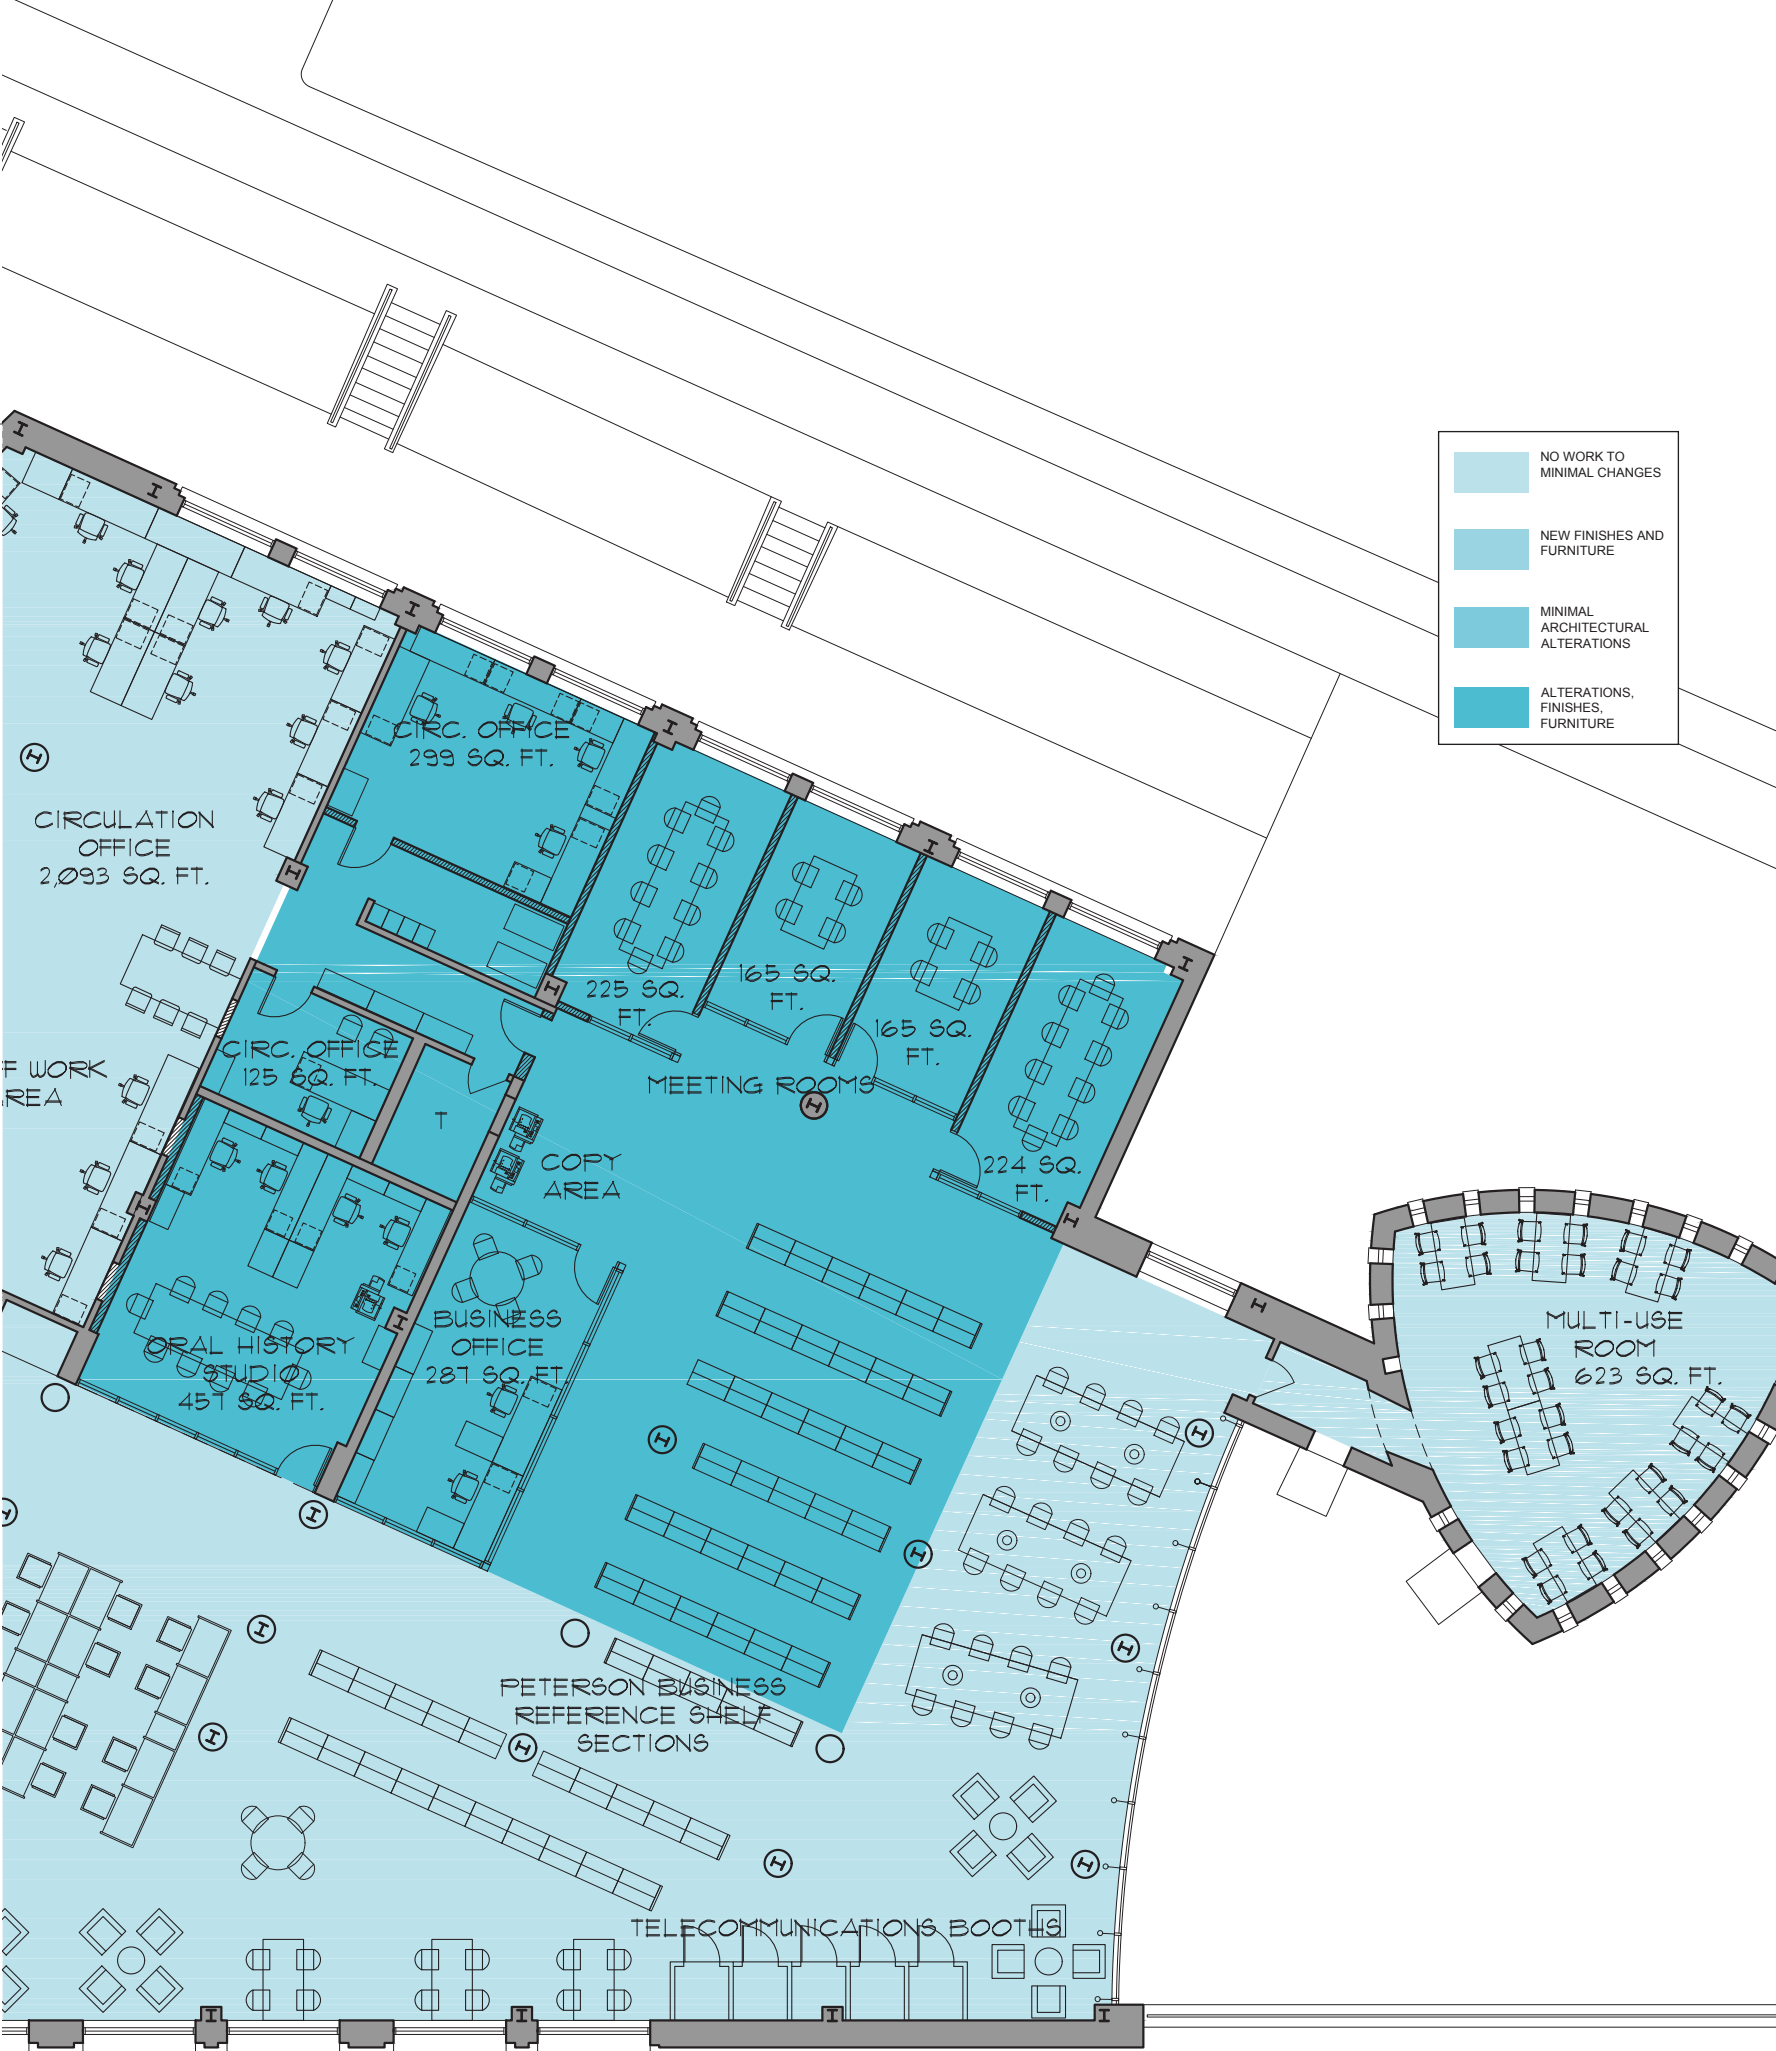 NO WORK TO
MINIMAL CHANGES
NEW FINISHES AND
FURNITURE
MINIMAL
ARCHITECTURAL
ALTERATIONS
ALTERATIONS,
FINISHES,
FURNITURE
CIRC. OFFICE
299 SQ. FT.
CIRCULATION
OFFICE
2,093 SQ. FT.
225 SQ.
FT.
165 SQ.
FT.
165 SQ.
FT.
224 SQ.
FT.
MEETING ROOMS
CIRC. OFFICE
125 SQ. FT.
F WORK
REA
T
COPY
AREA
BUSINESS
OFFICE
287 SQ. FT
ORAL HISTORY
STUDIO
457 SQ. FT.
MULTI-USE
ROOM
623 SQ. FT.
PETERSON BUSINESS
REFERENCE SHELF
SECTIONS
TELECOMMUNICATIONS BOOTHS